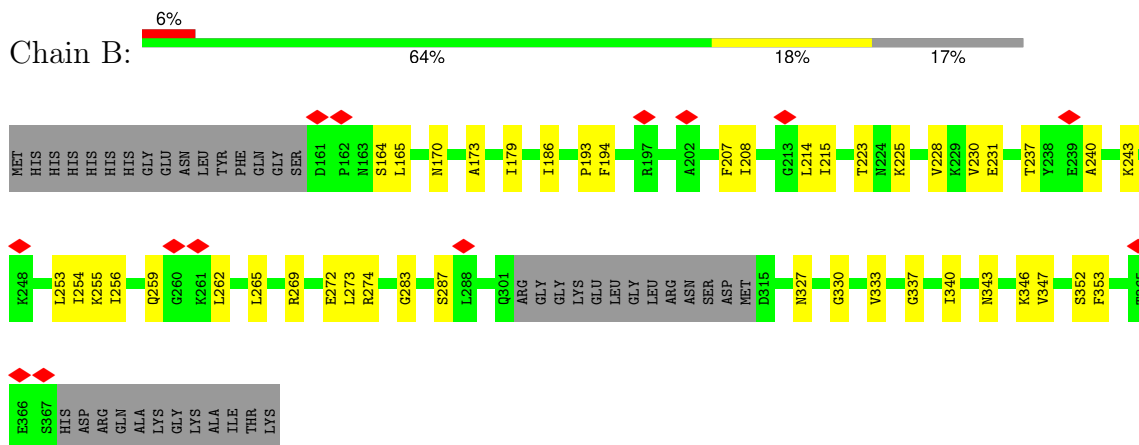 6%
Chain B:
64% 18% 17%
MET HIS HIS HIS HIS HIS HIS GLY GLU ASN LEU TYR PHE GLN GLY SER D161 P162 N163 S164 L165 N170 A173 I179 I186 P193 F194 R197 A202 F207 I208 G213 L214 I215 T223 N224 K225 V228 K229 V230 E231 T237 Y238 E239 A240 K243
K248 L253 I254 K255 I256 Q259 G260 K261 L262 L265 R269 E272 L273 R274 G283 S287 L288 Q301 ARG GLY GLY LYS GLU LEU GLY LEU ARG ASN SER ASP MET D315 N327 G330 V333 G337 I340 N343 K346 V347 S352 F353
E366 S367 HIS ASP ARG GLN ALA LYS GLY LYS ALA ILE THR LYS